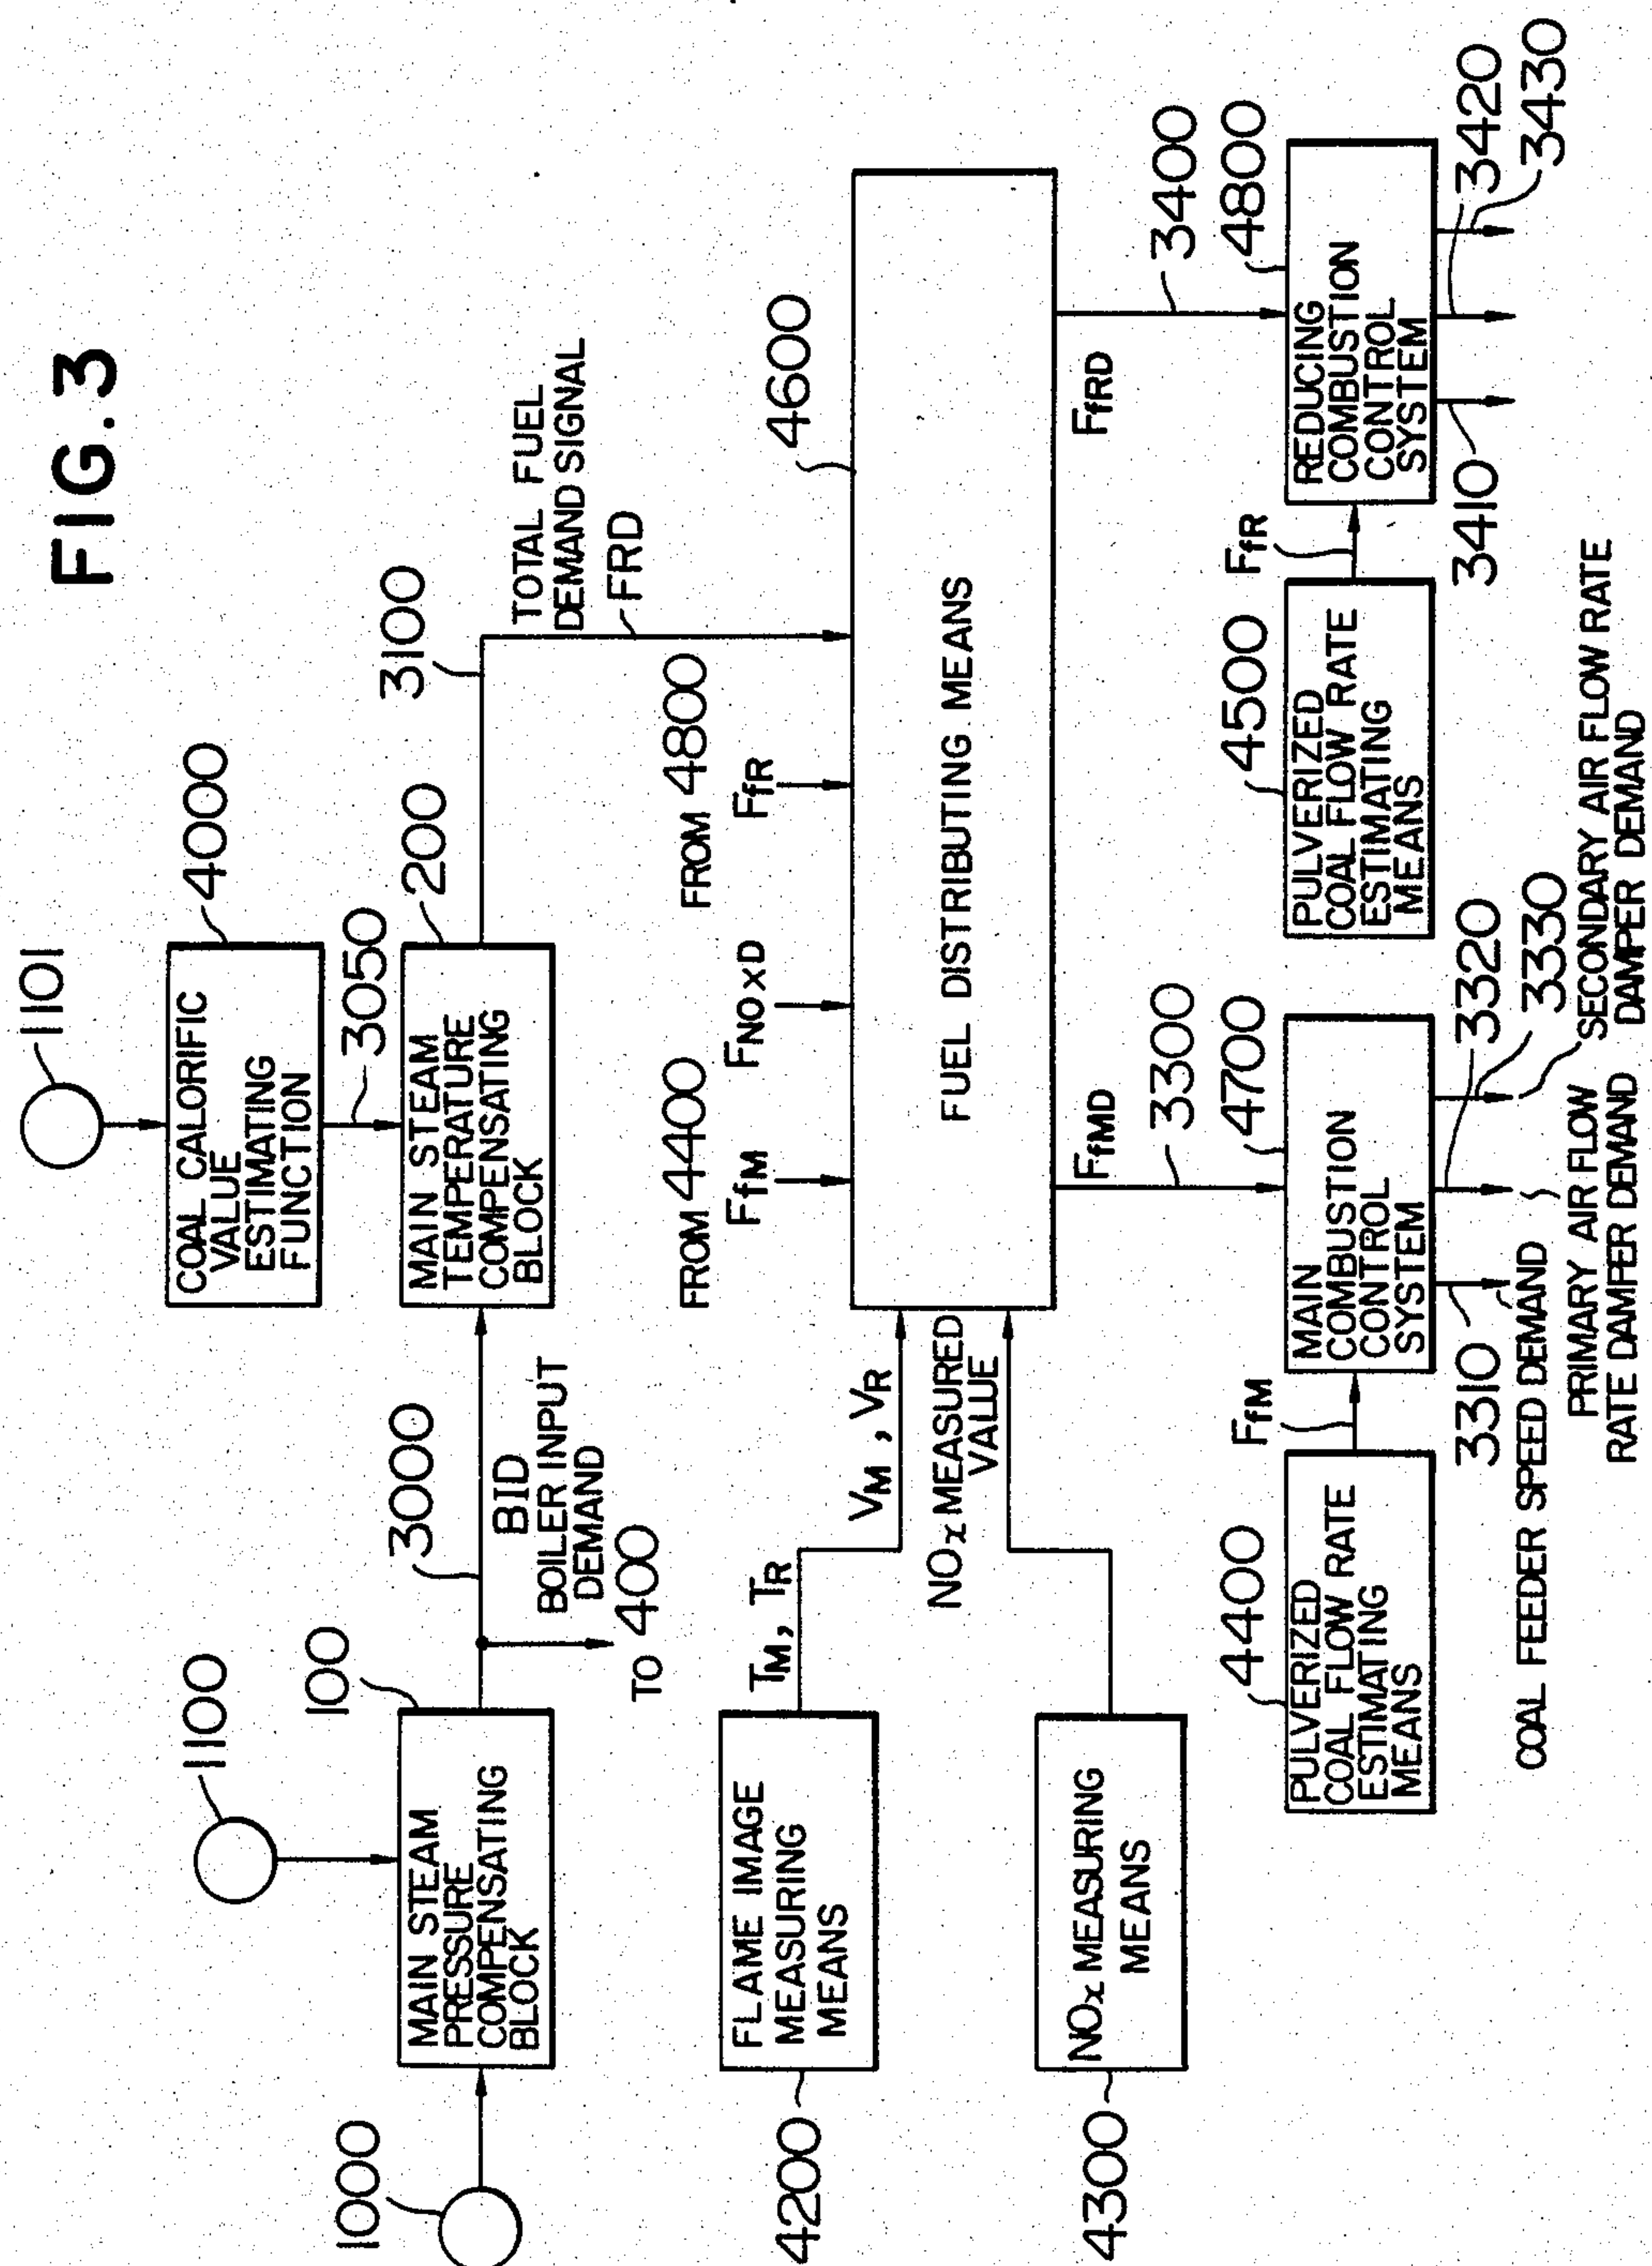 FIG.3
1101
4000
COAL CALORIFIC
VALUE
ESTIMATING
FUNCTION
3050
1100
100
1000
MAIN STEAM
PRESSURE
COMPENSATING
BLOCK
3000
BID
BOILER INPUT
DEMAND
TO 400
200
MAIN STEAM
TEMPERATURE
COMPENSATING
BLOCK
3100
TOTAL FUEL
DEMAND SIGNAL
FRD
FROM 4400
FfM
FNOxD
FROM 4800
FfR
4600
FUEL DISTRIBUTING MEANS
4200
FLAME IMAGE
MEASURING
MEANS
TM, TR
VM, VR
4300
NOx MEASURING
MEANS
NOx MEASURED
VALUE
FfMD
3300
FfRD
3400
4400
PULVERIZED
COAL FLOW RATE
ESTIMATING
MEANS
FfM
4700
MAIN
COMBUSTION
CONTROL
SYSTEM
4500
PULVERIZED
COAL FLOW RATE
ESTIMATING
MEANS
FfR
4800
REDUCING
COMBUSTION
CONTROL
SYSTEM
3310
3320
3330
3410
3420
3430
COAL FEEDER SPEED DEMAND
PRIMARY AIR FLOW
RATE DAMPER DEMAND
SECONDARY AIR FLOW RATE
DAMPER DEMAND